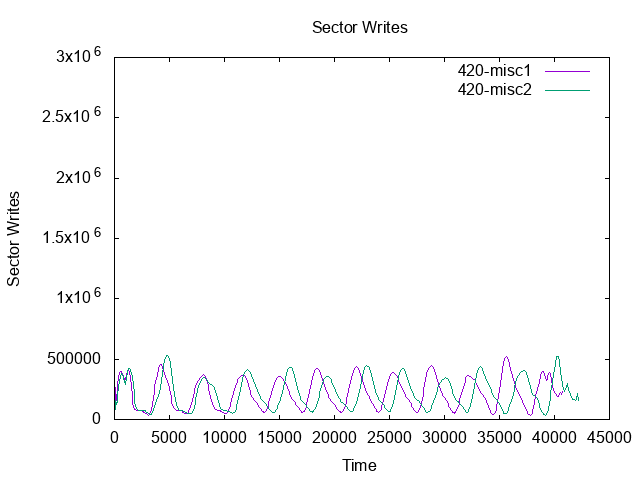 Sector Writes
3x10^6
2.5x10^6
2x10^6
1.5x10^6
1x10^6
500000
0
Sector Writes
420-misc1
420-misc2
0 5000 10000 15000 20000 25000 30000 35000 40000 45000
Time